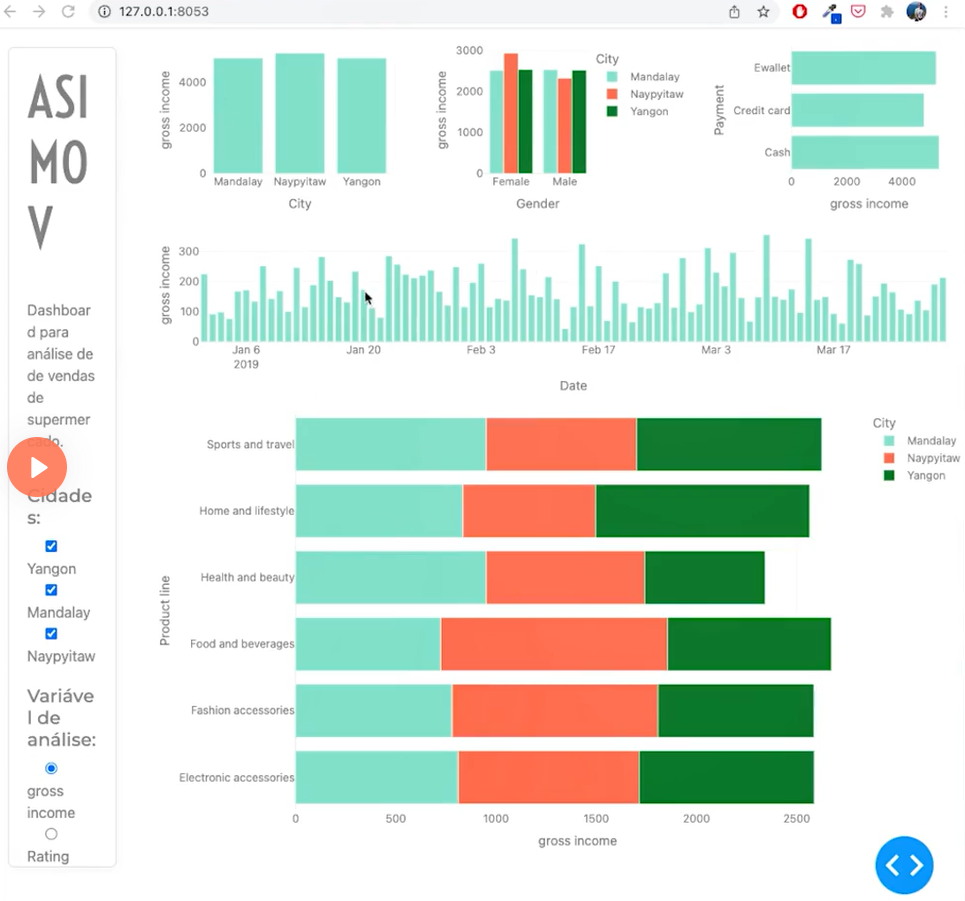 127.0.0.1:8053
ASI
MO
V
Dashboar
d para
análise de
de vendas
de
supermer
cado.
Cidade
s:
Yangon
Mandalay
Naypyitaw
Variáve
l de
análise:
gross
income
Rating
gross income
4000
2000
0
Mandalay Naypyitaw Yangon
City
gross income
3000
2000
1000
0
Female Male
Gender
City
Mandalay
Naypyitaw
Yangon
Payment
Ewallet
Credit card
Cash
0 2000 4000
gross income
gross income
300
200
100
0
Jan 6 Jan 20 Feb 3 Feb 17 Mar 3 Mar 17
2019
Date
Product line
Sports and travel
Home and lifestyle
Health and beauty
Food and beverages
Fashion accessories
Electronic accessories
0 500 1000 1500 2000 2500
gross income
City
Mandalay
Naypyitaw
Yangon